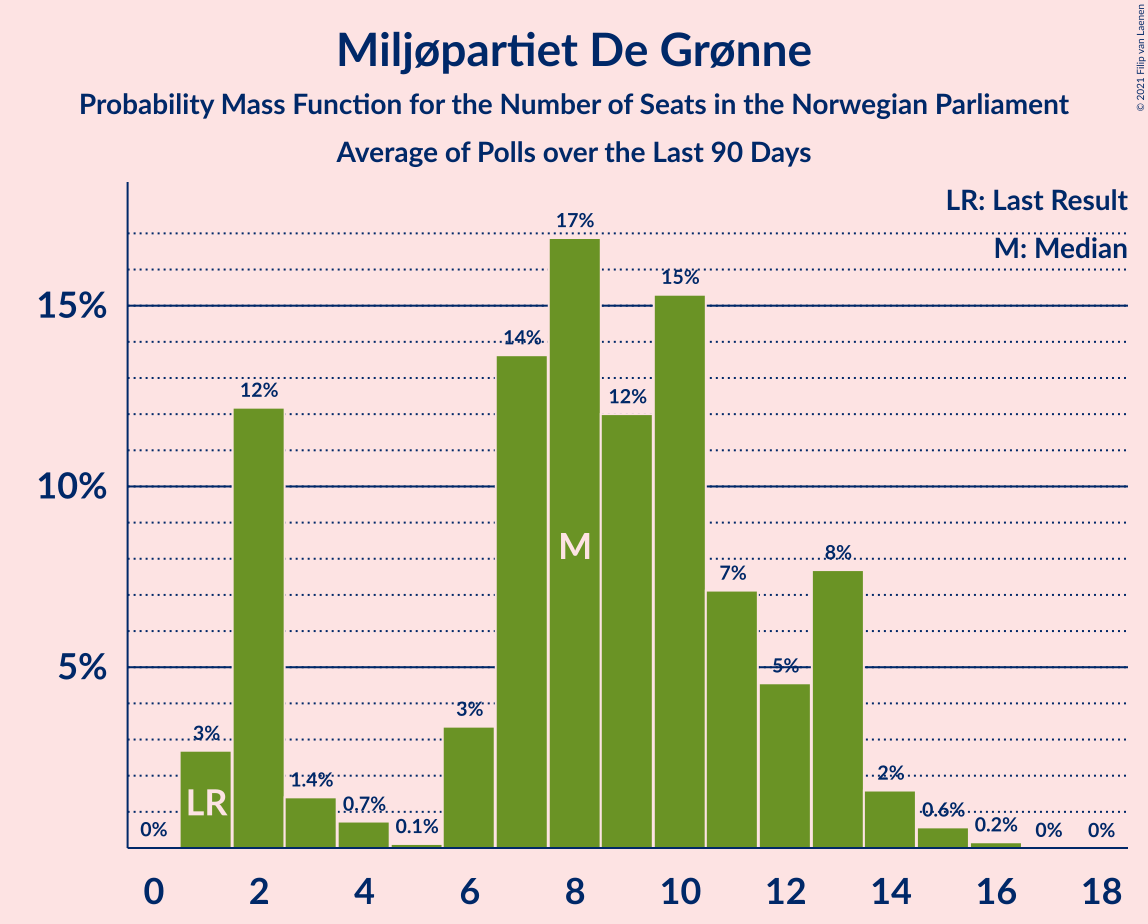 Miljøpartiet De Grønne
Probability Mass Function for the Number of Seats in the Norwegian Parliament
Average of Polls over the Last 90 Days
© 2021 Filip van Laenen
LR: Last Result
M: Median
15%
10%
5%
0%
3%
12%
1.4%
0.7%
0.1%
3%
14%
17%
12%
15%
7%
5%
8%
2%
0.6%
0.2%
0%
0%
LR
M
0 2 4 6 8 10 12 14 16 18